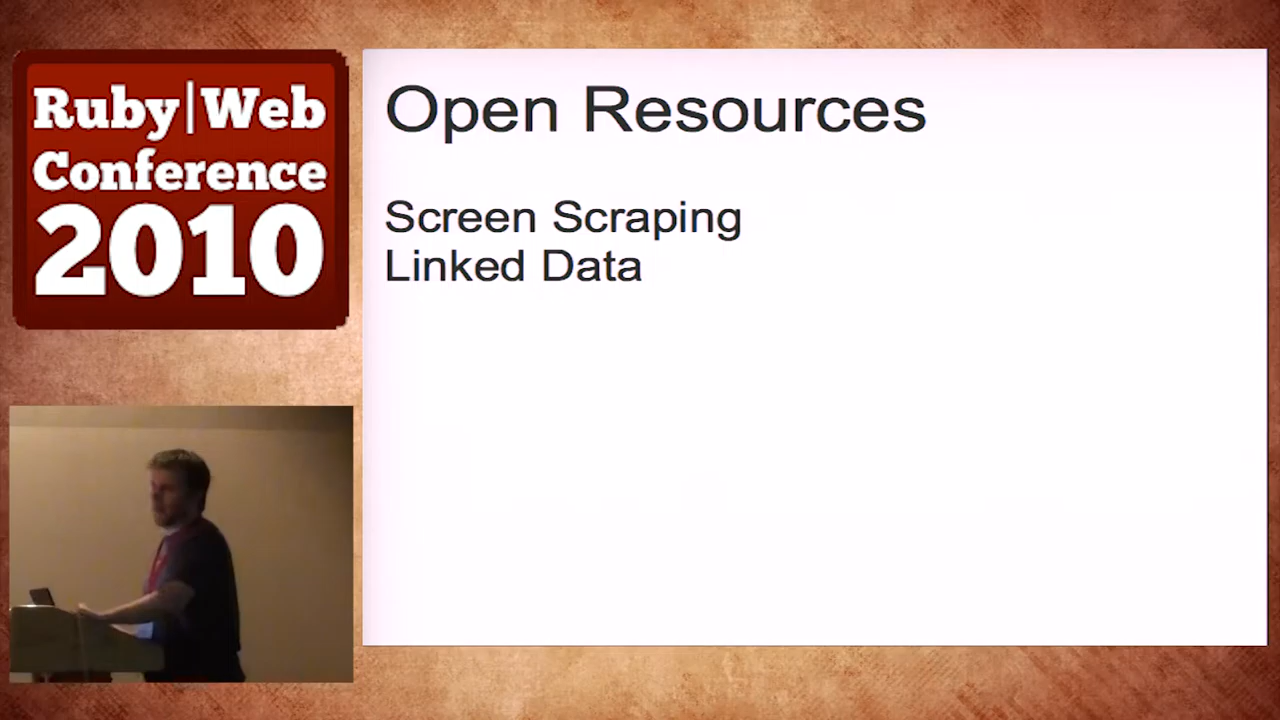 Ruby|Web
Conference
2010
Open Resources
Screen Scraping
Linked Data